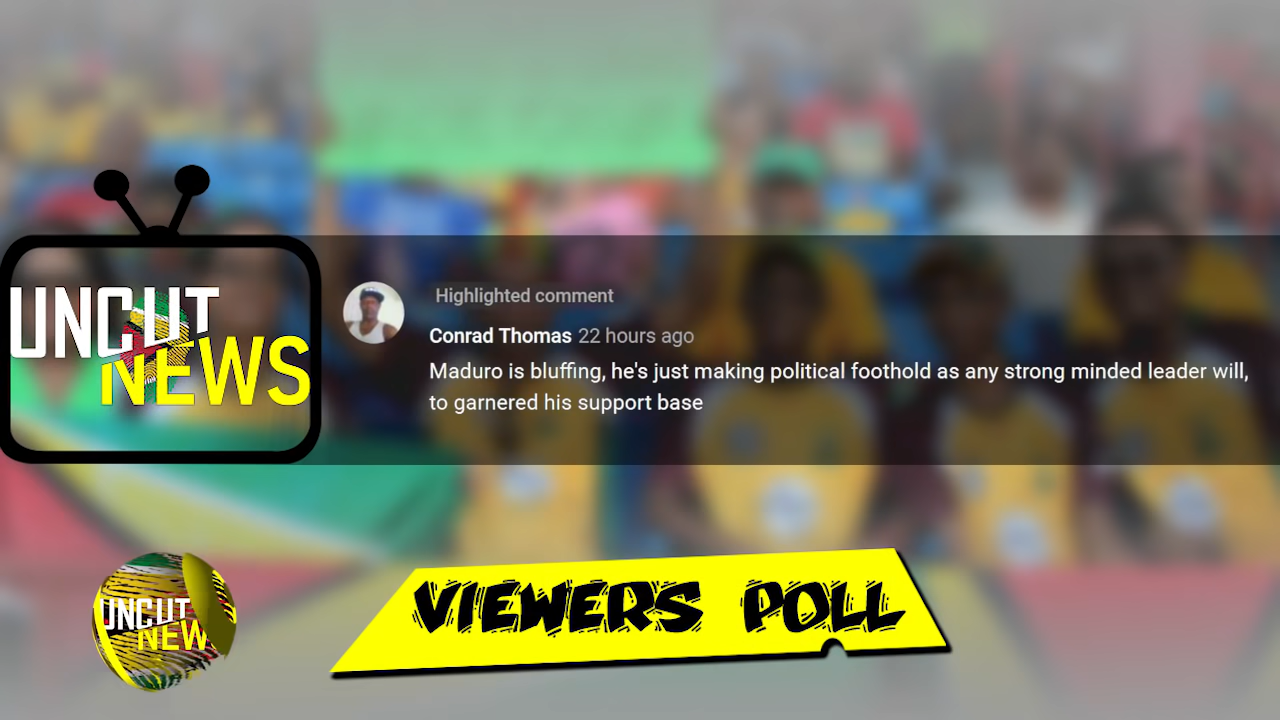 UNCUT
NEWS
Highlighted comment
Conrad Thomas 22 hours ago
Maduro is bluffing, he's just making political foothold as any strong minded leader will,
to garnered his support base
UNCUT
NEW
VIEWERS POLL